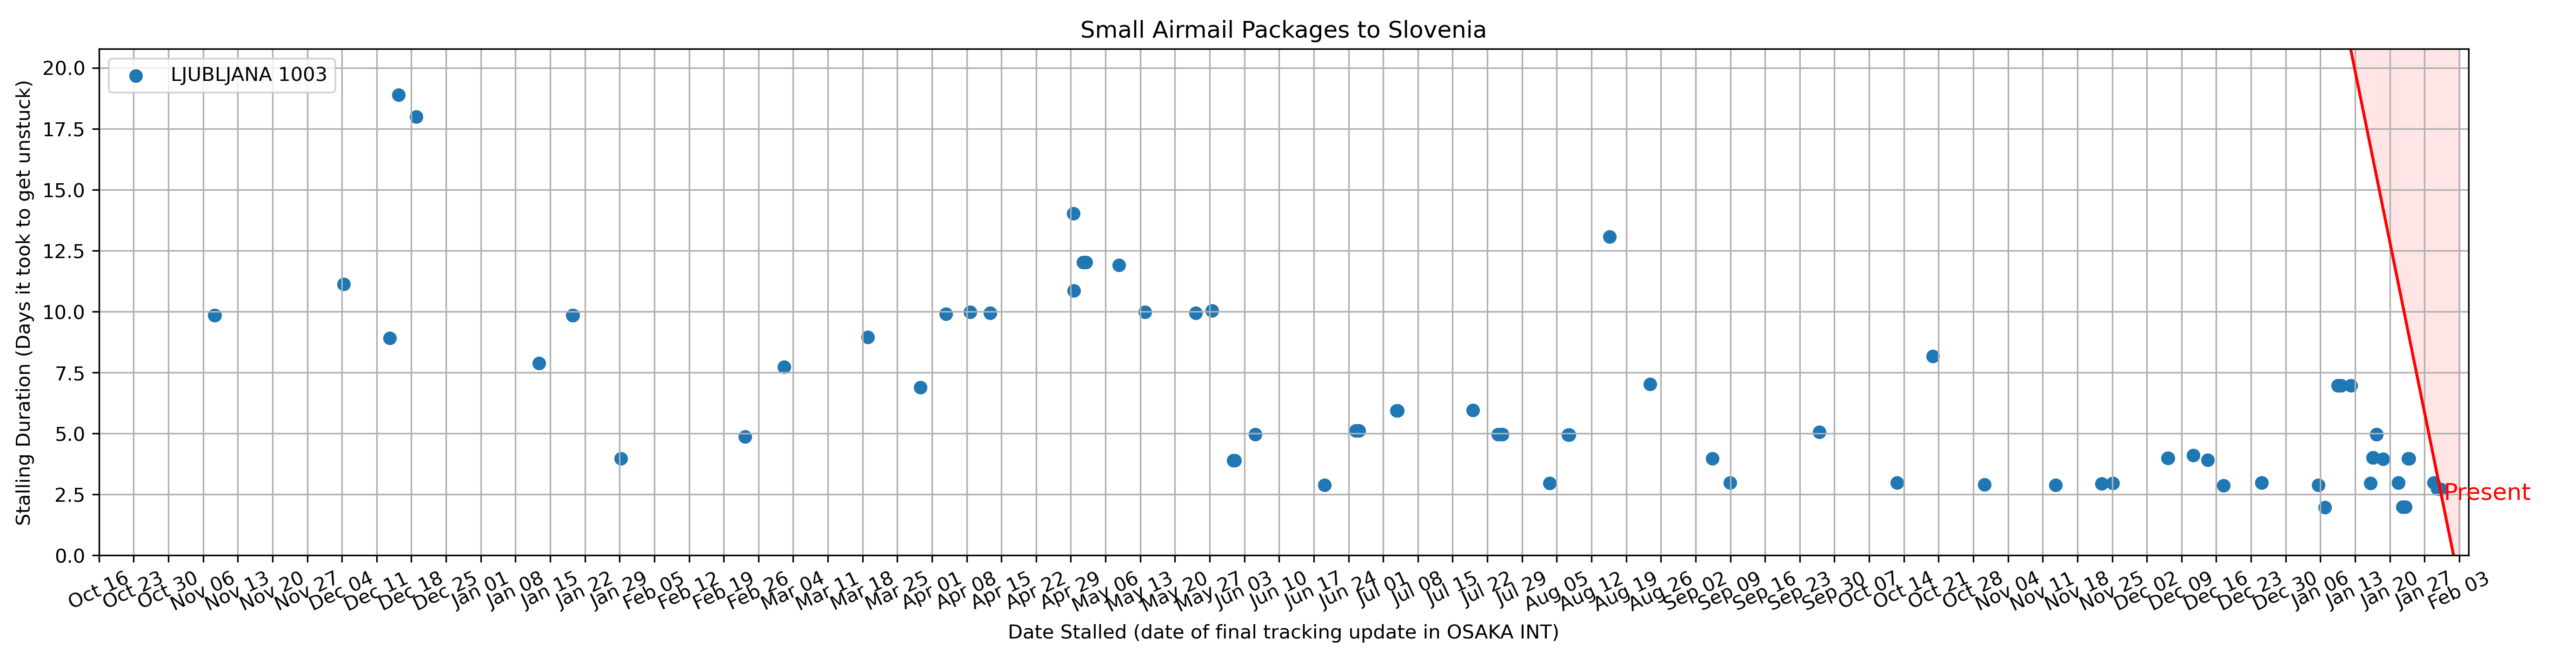 Small Airmail Packages to Slovenia
LJUBLJANA 1003
Stalling Duration (Days it took to get unstuck)
20.0
17.5
15.0
12.5
10.0
7.5
5.0
2.5
0.0
Present
Oct 16 Oct 23 Oct 30 Nov 06 Nov 13 Nov 20 Nov 27 Dec 04 Dec 11 Dec 18 Dec 25 Jan 01 Jan 08 Jan 15 Jan 22 Jan 29 Feb 05 Feb 12 Feb 19 Feb 26 Mar 04 Mar 11 Mar 18 Mar 25 Apr 01 Apr 08 Apr 15 Apr 22 Apr 29 May 06 May 13 May 20 May 27 Jun 03 Jun 10 Jun 17 Jun 24 Jul 01 Jul 08 Jul 15 Jul 22 Jul 29 Aug 05 Aug 12 Aug 19 Aug 26 Sep 02 Sep 09 Sep 16 Sep 23 Sep 30 Oct 07 Oct 14 Oct 21 Oct 28 Nov 04 Nov 11 Nov 18 Nov 25 Dec 02 Dec 09 Dec 16 Dec 23 Dec 30 Jan 06 Jan 13 Jan 20 Jan 27 Feb 03
Date Stalled (date of final tracking update in OSAKA INT)